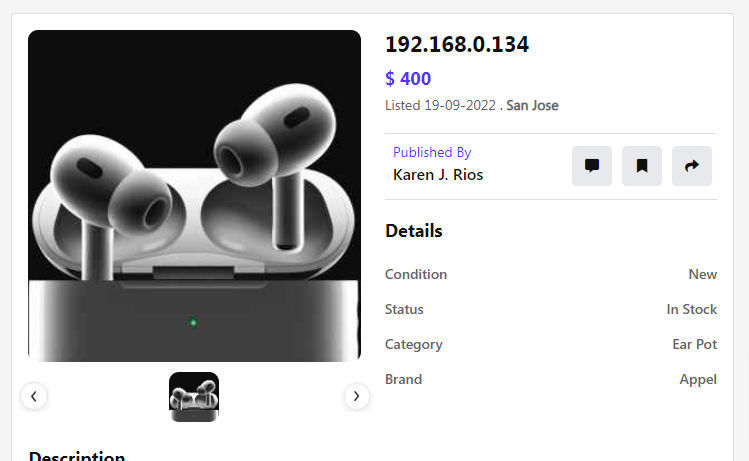 192.168.0.134
$ 400
Listed 19-09-2022 . San Jose
Published By
Karen J. Rios
Details
Condition New
Status In Stock
Category Ear Pot
Brand Appel
Description